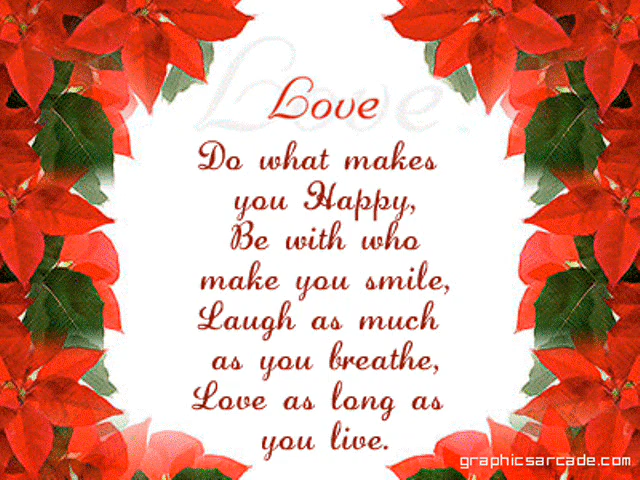 Love
Love
Do what makes
you Happy,
Be with who
make you smile,
Laugh as much
as you breathe,
Love as long as
you live.
graphicsarcade.com